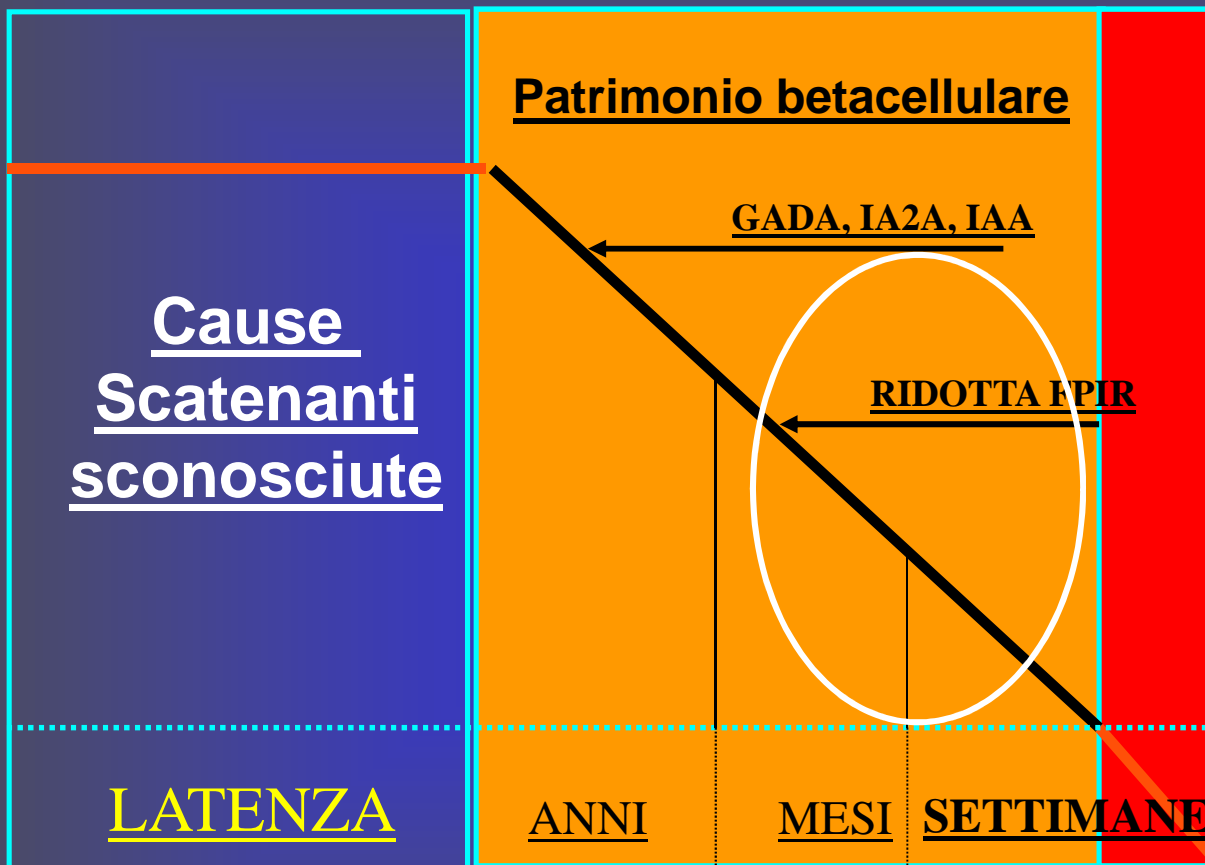 Patrimonio betacellulare
GADA, IA2A, IAA
Cause
Scatenanti
sconosciute
RIDOTTA FPIR
LATENZA
ANNI
MESI
SETTIMANE